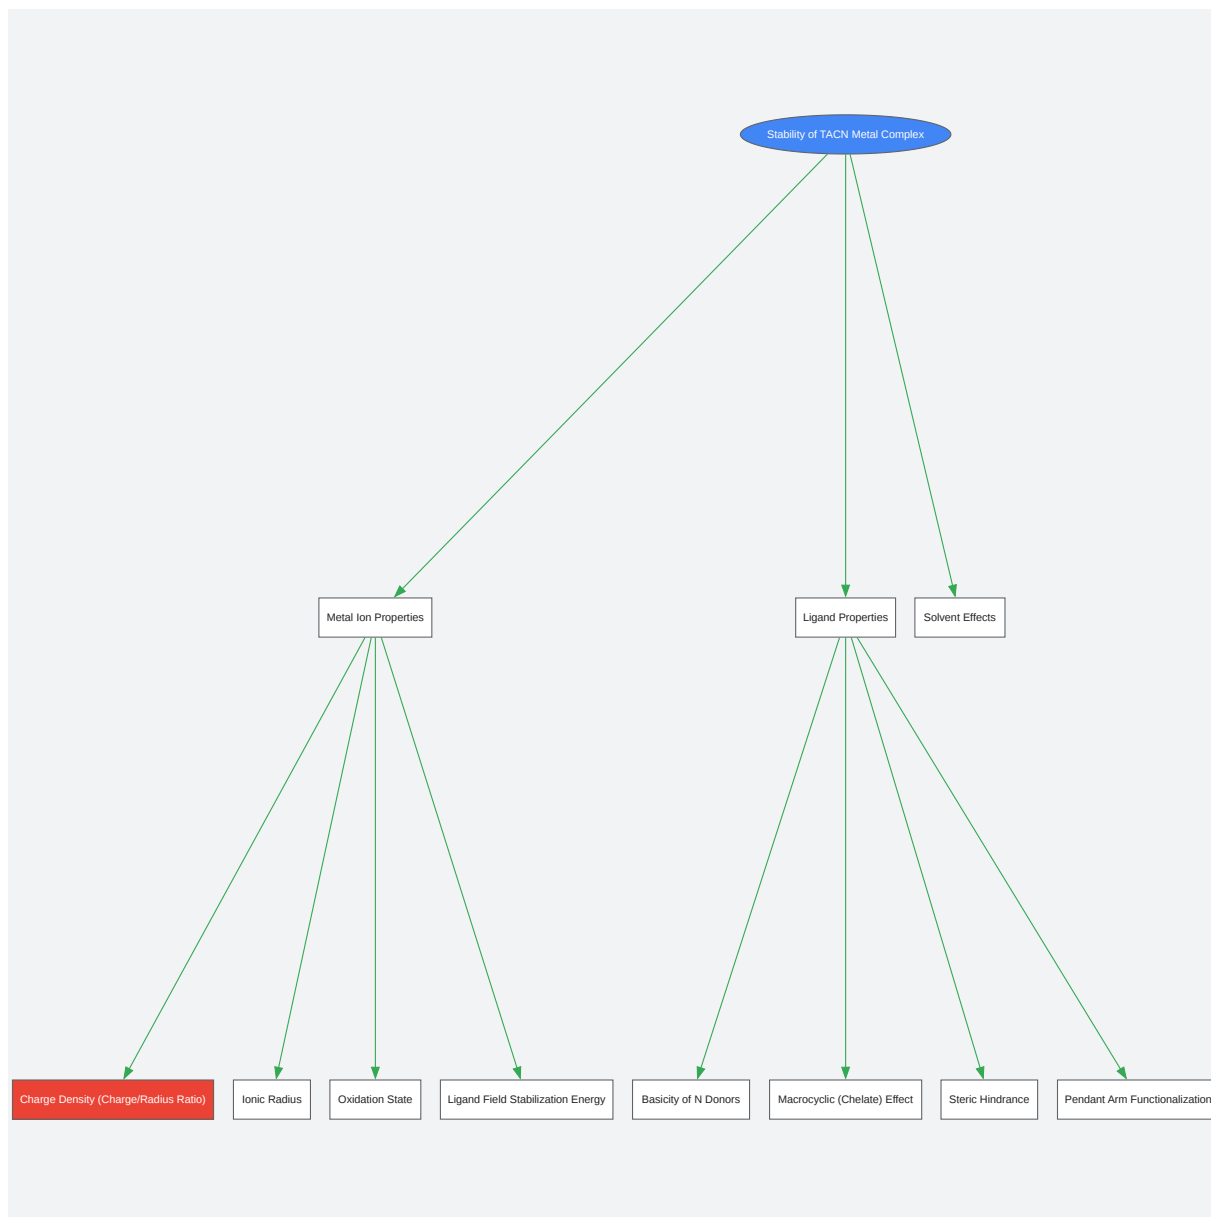 Stability of TACN Metal Complex
Metal Ion Properties
Ligand Properties
Solvent Effects
Charge Density (Charge/Radius Ratio)
Ionic Radius
Oxidation State
Ligand Field Stabilization Energy
Basicity of N Donors
Macrocyclic (Chelate) Effect
Steric Hindrance
Pendant Arm Functionalization